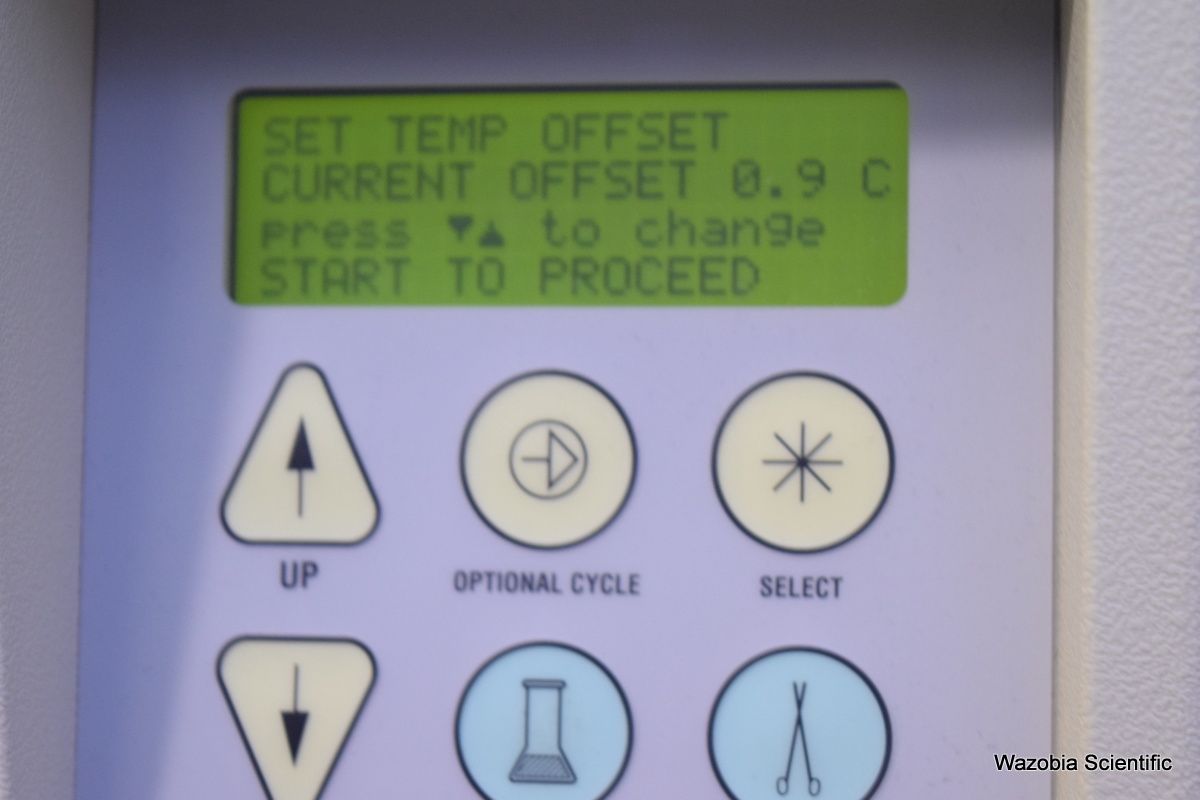 SET TEMP OFFSET
CURRENT OFFSET 0.9 C
press ▼▲ to change
START TO PROCEED
UP
OPTIONAL CYCLE
SELECT
Wazobia Scientific